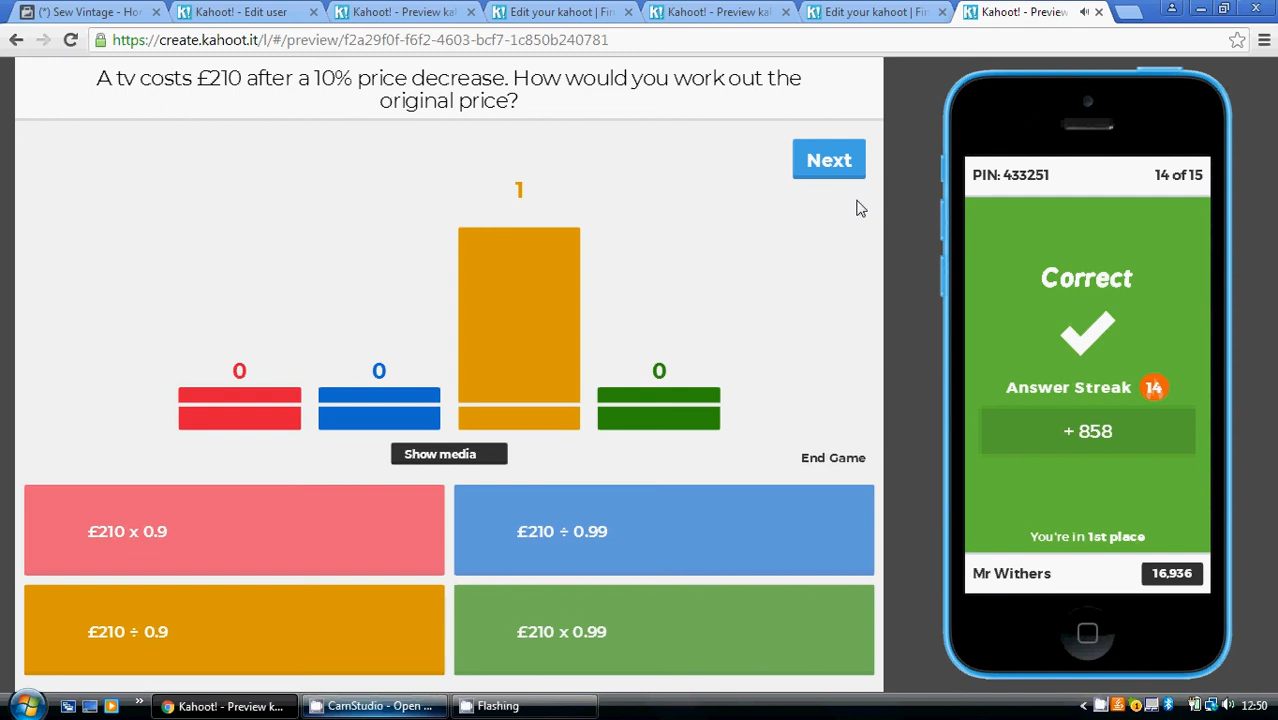 (*) Sew Vintage - Hor
Kahoot! - Edit user
Kahoot! - Preview ka
Edit your kahoot | Fin
Kahoot! - Preview ka
Edit your kahoot | Fin
Kahoot! - Preview
https://create.kahoot.it/l/#/preview/f2a29f0f-f6f2-4603-bcf7-1c850b240781
A tv costs £210 after a 10% price decrease. How would you work out the
original price?
Next
1
0
0
0
Show media
End Game
£210 x 0.9
£210 ÷ 0.99
£210 ÷ 0.9
£210 x 0.99
PIN: 433251
14 of 15
Correct
Answer Streak 14
+ 858
You're in 1st place
Mr Withers
16,936
Kahoot! - Preview k...
CamStudio - Open ...
Flashing
12:50